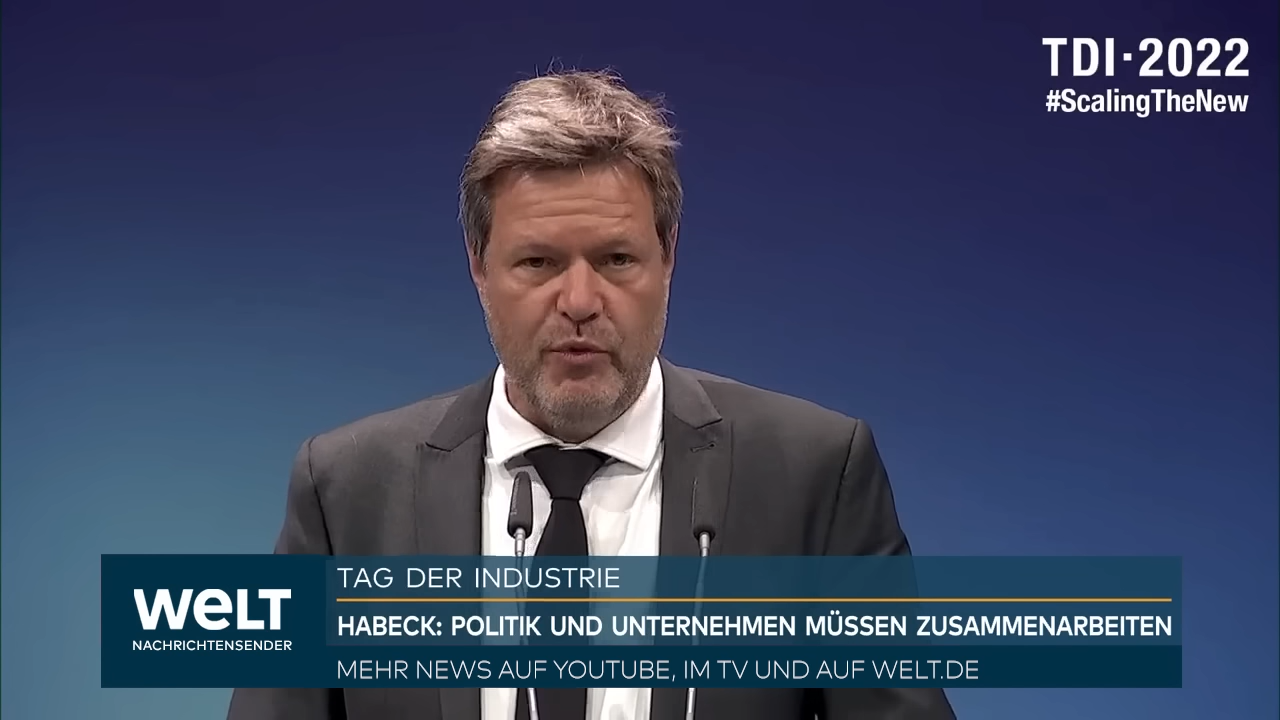 TDI·2022
#ScalingTheNew
TAG DER INDUSTRIE
HABECK: POLITIK UND UNTERNEHMEN MÜSSEN ZUSAMMENARBEITEN
MEHR NEWS AUF YOUTUBE, IM TV UND AUF WELT.DE
WELT
NACHRICHTENSENDER